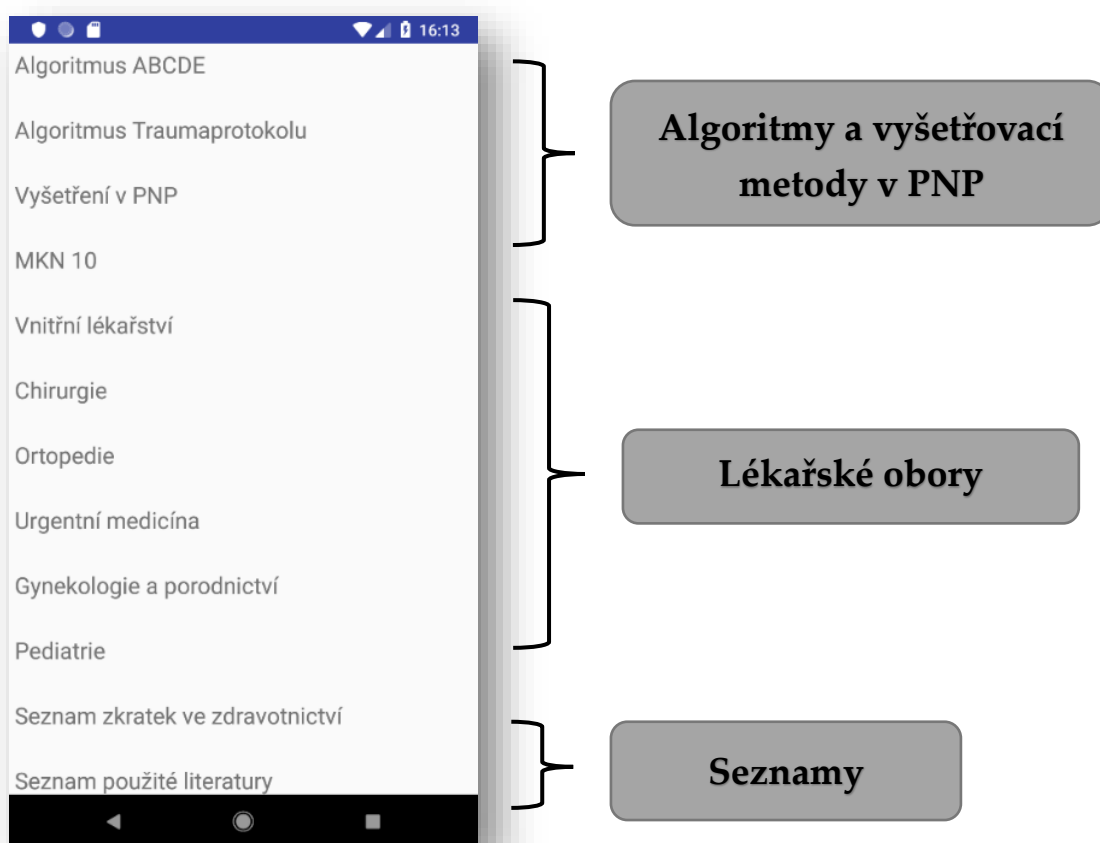 16:13
Algoritmus ABCDE
Algoritmus Traumaprotokolu
Vyšetření v PNP
MKN 10
Vnitřní lékařství
Chirurgie
Ortopedie
Urgentní medicína
Gynekologie a porodnictví
Pediatrie
Seznam zkratek ve zdravotnictví
Seznam použité literatury
Algoritmy a vyšetřovací
metody v PNP
Lékařské obory
Seznamy